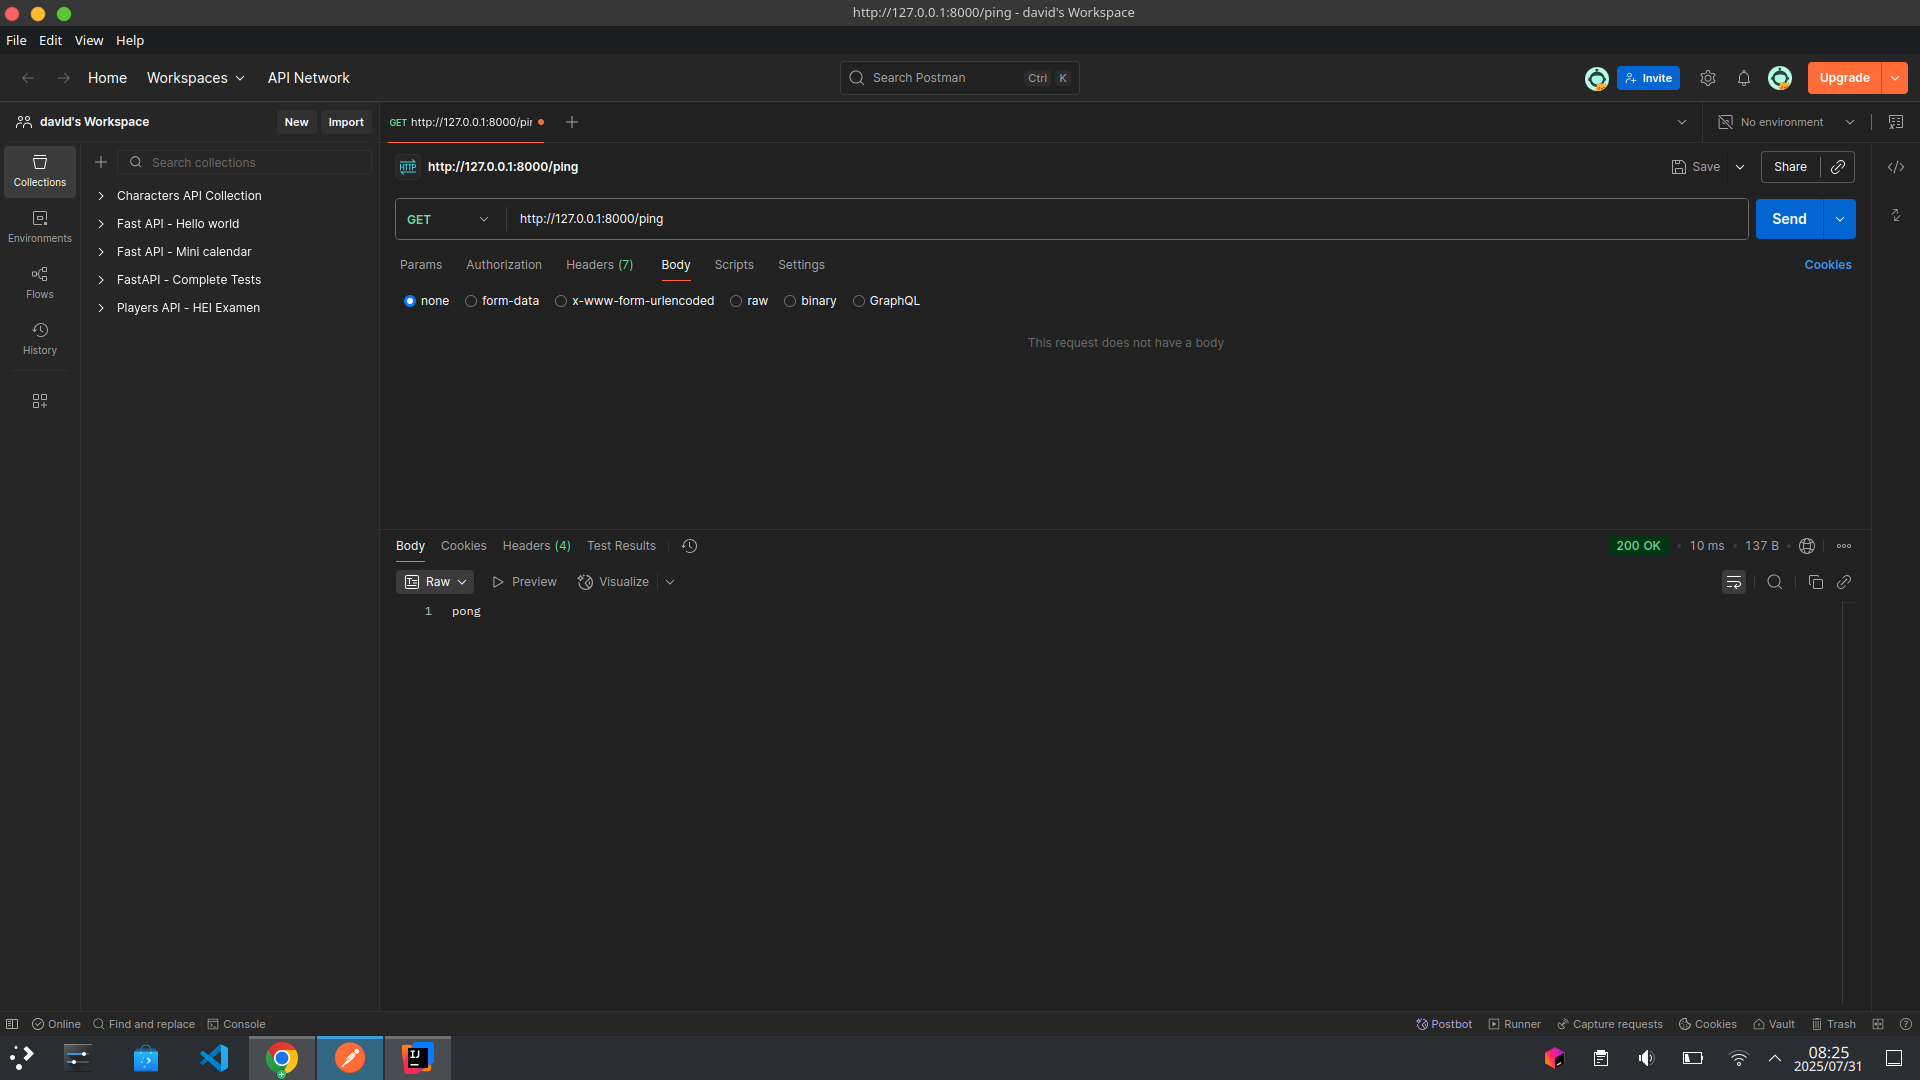 http://127.0.0.1:8000/ping - david's Workspace
File Edit View Help
Home Workspaces API Network
Search Postman Ctrl K
Invite
Upgrade
david's Workspace
New Import
GET http://127.0.0.1:8000/pir
No environment
Collections
Search collections
http://127.0.0.1:8000/ping
Save
Share
Characters API Collection
Fast API - Hello world
Fast API - Mini calendar
FastAPI - Complete Tests
Players API - HEI Examen
Environments
Flows
History
GET http://127.0.0.1:8000/ping
Send
Params Authorization Headers (7) Body Scripts Settings
Cookies
none form-data x-www-form-urlencoded raw binary GraphQL
This request does not have a body
Body Cookies Headers (4) Test Results
200 OK • 10 ms • 137 B •
Raw Preview Visualize
1 pong
Online Find and replace Console
Postbot Runner Capture requests Cookies Vault Trash
IJ
08:25
2025/07/31